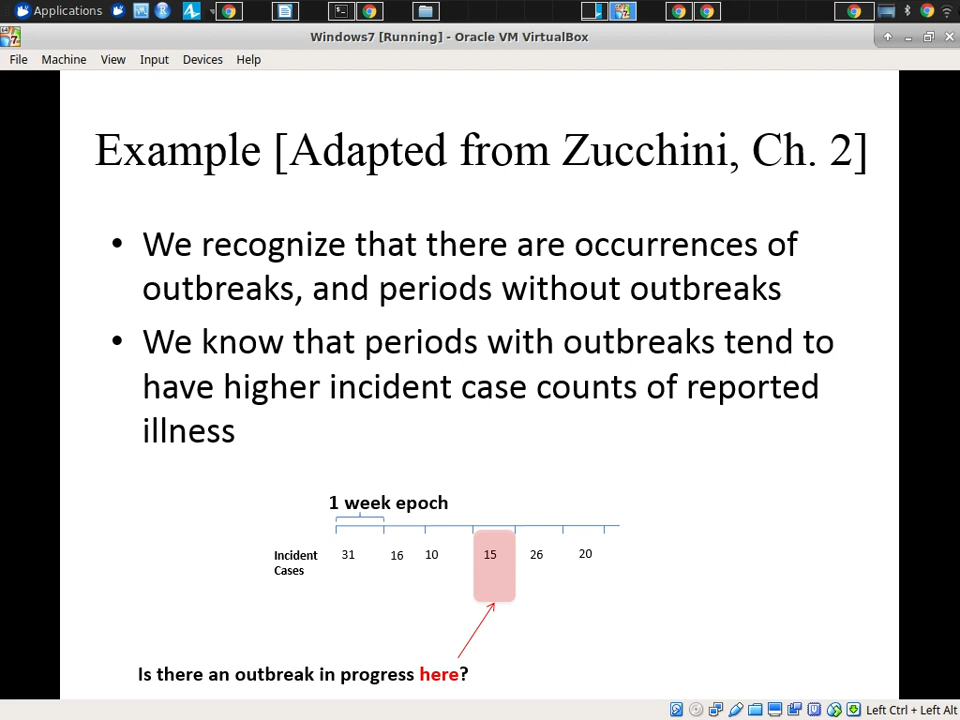 Applications
Windows7 [Running] - Oracle VM VirtualBox
File Machine View Input Devices Help
Example [Adapted from Zucchini, Ch. 2]
• We recognize that there are occurrences of
outbreaks, and periods without outbreaks
• We know that periods with outbreaks tend to
have higher incident case counts of reported
illness
1 week epoch
Incident 31 16 10 15 26 20
Cases
Is there an outbreak in progress here?
Left Ctrl + Left Alt